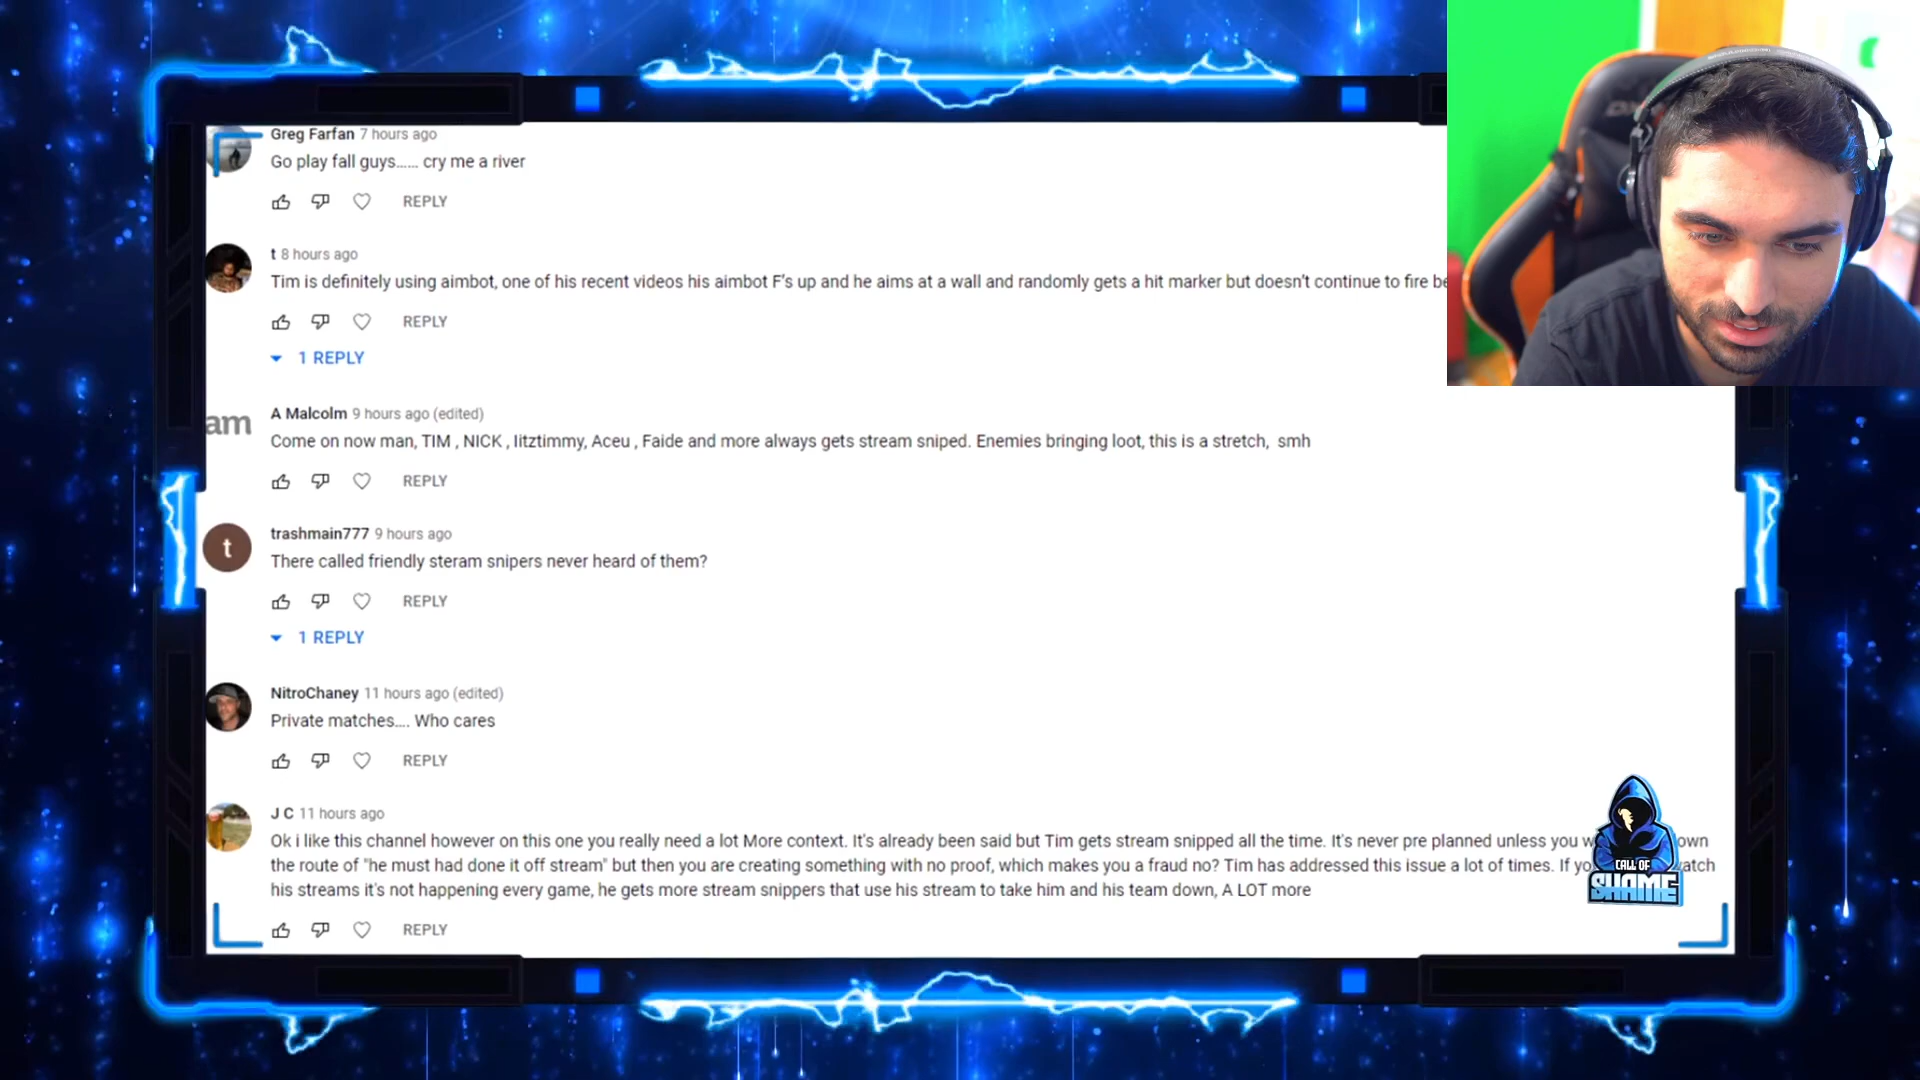 Greg Farfan 7 hours ago
Go play fall guys...... cry me a river
REPLY
t 8 hours ago
Tim is definitely using aimbot, one of his recent videos his aimbot F's up and he aims at a wall and randomly gets a hit marker but doesn't continue to fire
REPLY
1 REPLY
am
A Malcolm 9 hours ago (edited)
Come on now man, TIM , NICK , Iitztimmy, Aceu , Faide and more always gets stream sniped. Enemies bringing loot, this is a stretch, smh
REPLY
t
trashmain777 9 hours ago
There called friendly steram snipers never heard of them?
REPLY
1 REPLY
NitroChaney 11 hours ago (edited)
Private matches.... Who cares
REPLY
J C 11 hours ago
Ok i like this channel however on this one you really need a lot More context. It's already been said but Tim gets stream snipped all the time. It's never pre planned unless you
the route of "he must had done it off stream" but then you are creating something with no proof, which makes you a fraud no? Tim has addressed this issue a lot of times. If
his streams it's not happening every game, he gets more stream snippers that use his stream to take him and his team down, A LOT more
REPLY
CALL OF
SHAME